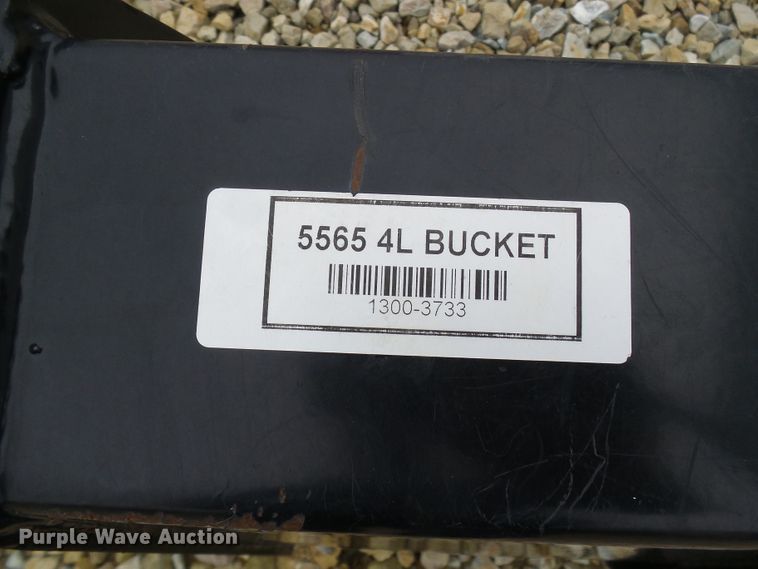 5565 4L BUCKET
1300-3733
Purple Wave Auction